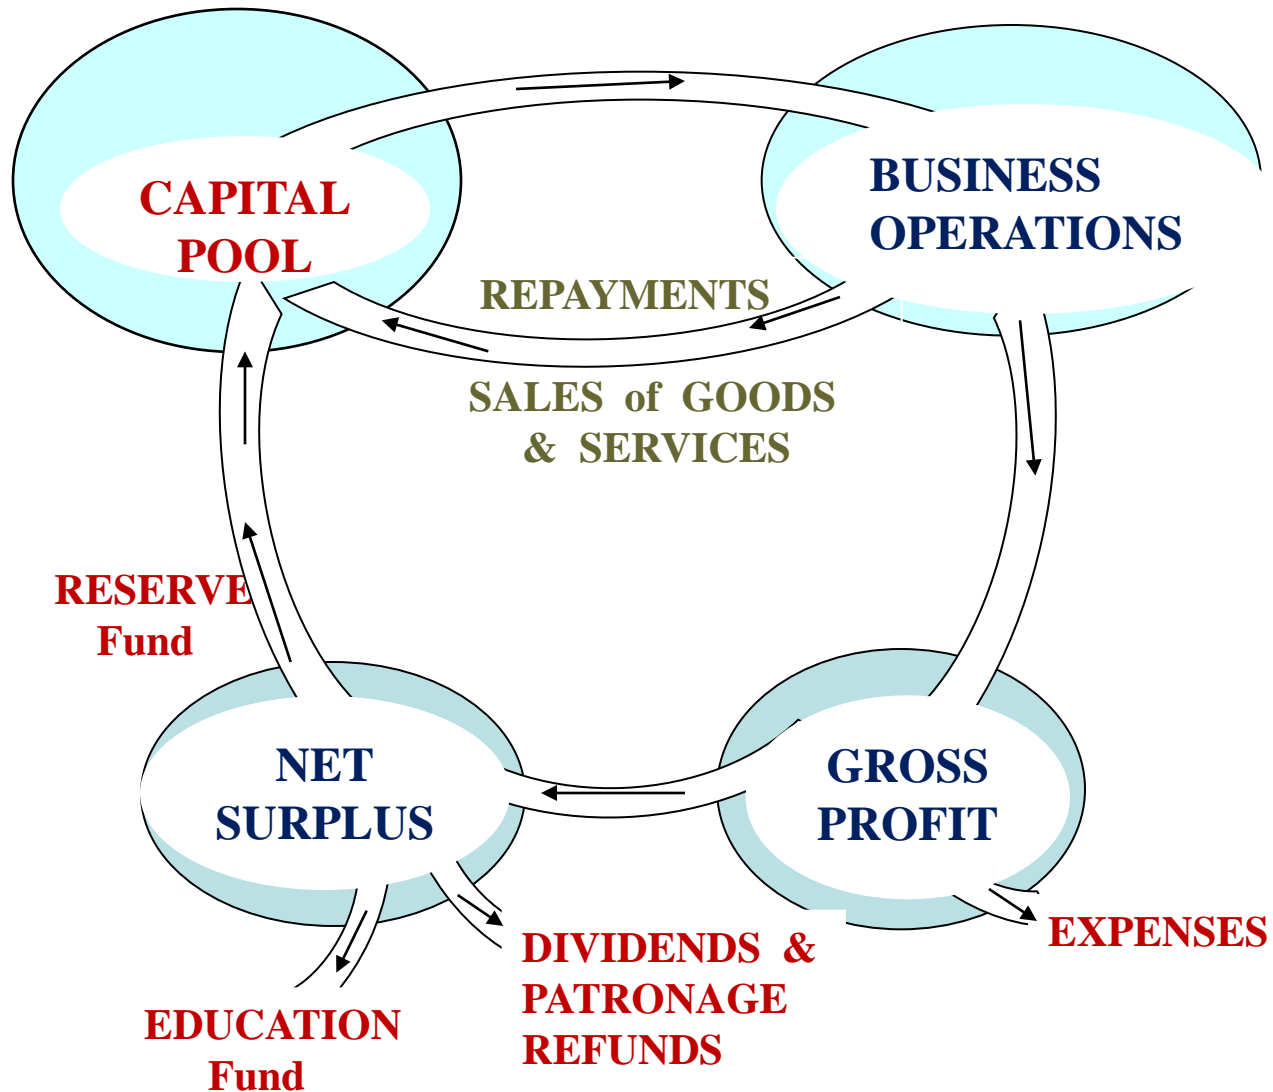 CAPITAL
POOL
BUSINESS
OPERATIONS
REPAYMENTS
SALES of GOODS
& SERVICES
RESERVE
Fund
NET
SURPLUS
GROSS
PROFIT
EXPENSES
DIVIDENDS &
PATRONAGE
REFUNDS
EDUCATION
Fund